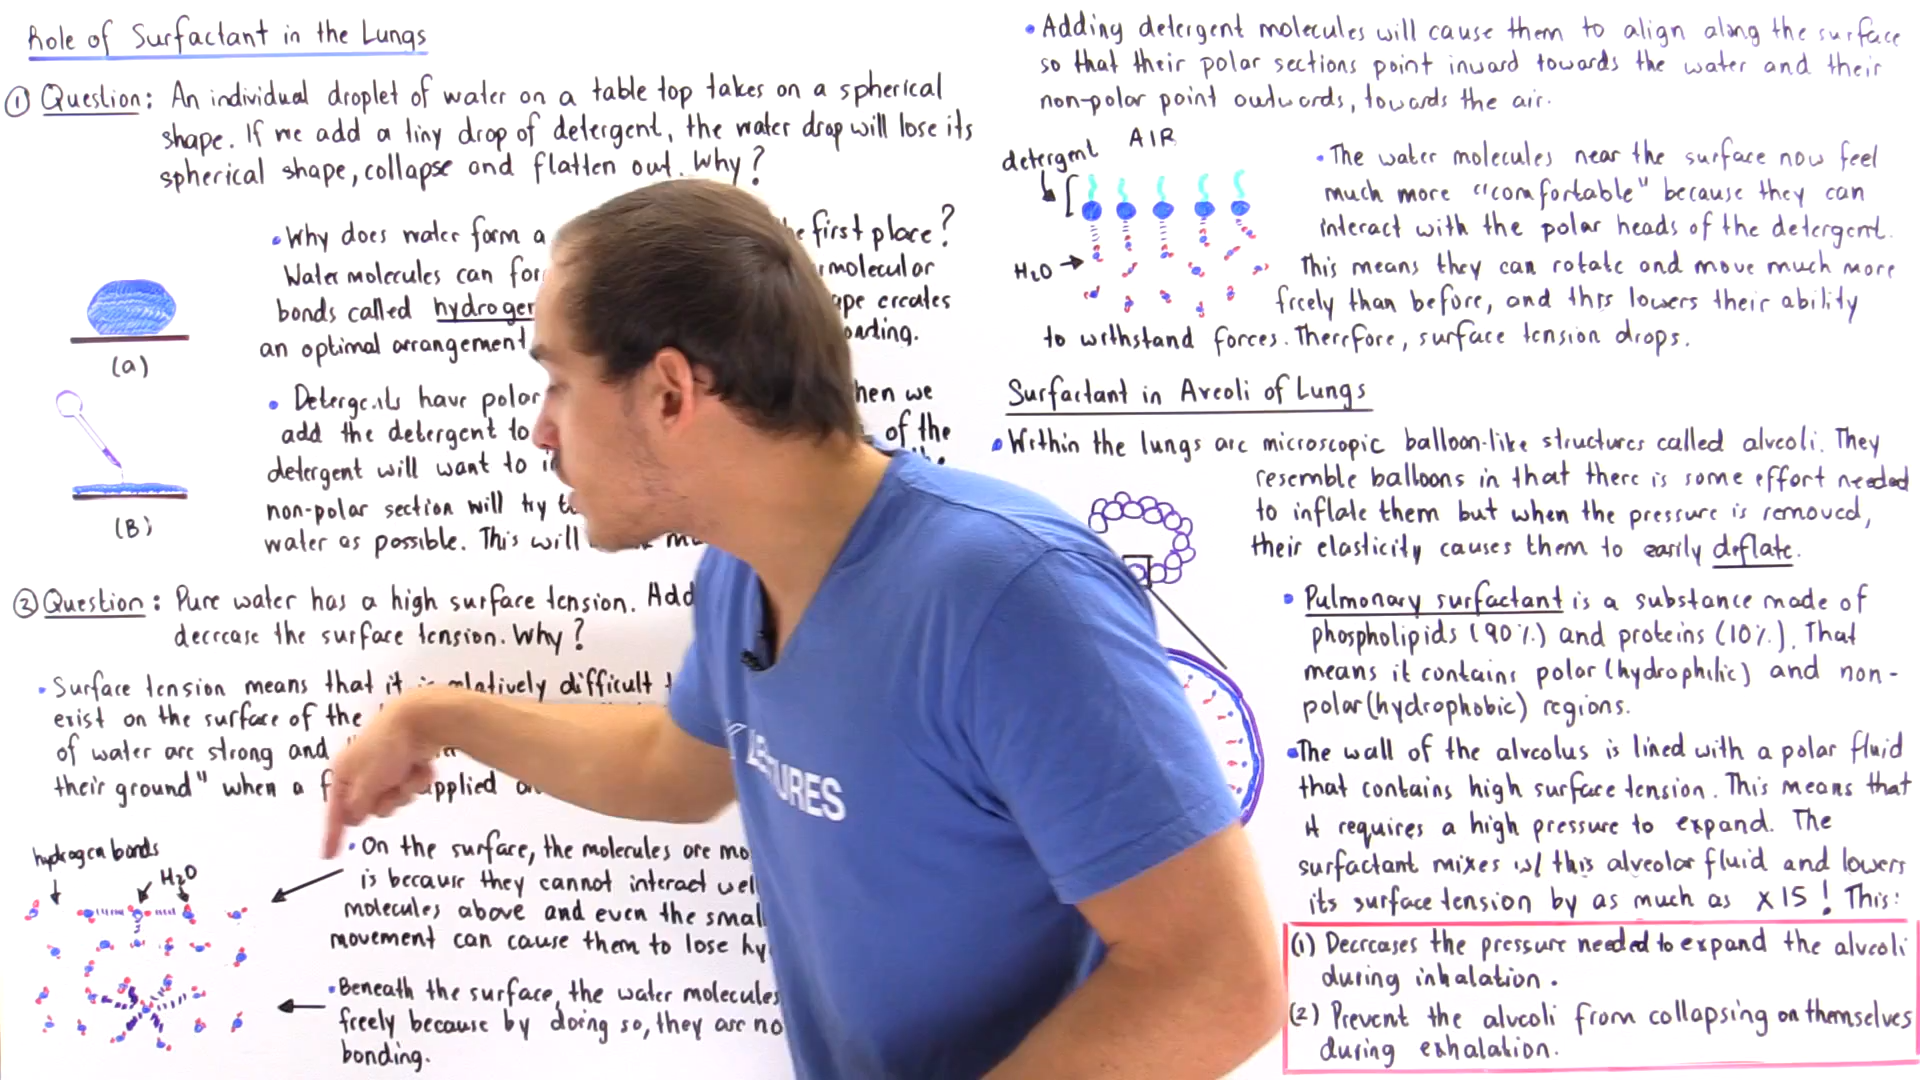 Role of Surfactant in the Lungs
① Question: An individual droplet of water on a table top takes on a spherical
shape. If we add a tiny drop of detergent, the water drop will lose its
spherical shape, collapse and flatten out. Why?
• Why does water form a
the first place?
Water molecules can for
molecular
bonds called hydrogen
ape creates
an optimal arrangement
(a)
• Detergents have polar
hen we
add the detergent to
of the
detergent will want to
the
non-polar section will try to
water as possible. This will
(B)
② Question: Pure water has a high surface tension. Add
decrease the surface tension. Why?
• Surface tension means that it is relatively difficult
exist on the surface of the
of water are strong and
their ground" when a
applied on
hydrogen bonds
H₂O
• On the surface, the molecules are mo
is because they cannot interact wel
molecules above and even the small
movement can cause them to lose hy
• Beneath the surface, the water molecules
freely because by doing so, they are no
bonding.
LECTURES
• Adding detergent molecules will cause them to align along the surface
so that their polar sections point inward towards the water and their
non-polar point outwords, towards the air.
detergent
AIR
H₂O
• The water molecules near the surface now feel
much more "comfortable" because they can
interact with the polar heads of the detergent.
This means they can rotate and move much more
freely than before, and this lowers their ability
to withstand forces. Therefore, surface tension drops.
Surfactant in Aveoli of Lungs
• Within the lungs are microscopic balloon-like structures called alveoli. They
resemble balloons in that there is some effort needed
to inflate them but when the pressure is removed,
their elasticity causes them to easily deflate.
• Pulmonary surfactant is a substance made of
phospholipids (90%) and proteins (10%). That
means it contains polar (hydrophilic) and non-
polar (hydrophobic) regions.
• The wall of the alveolus is lined with a polar fluid
that contains high surface tension. This means that
it requires a high pressure to expand. The
surfactant mixes w/ this alveolar fluid and lowers
its surface tension by as much as x15! This:
(1) Decreases the pressure needed to expand the alveoli
during inhalation.
(2) Prevent the alveoli from collapsing on themselves
during exhalation.